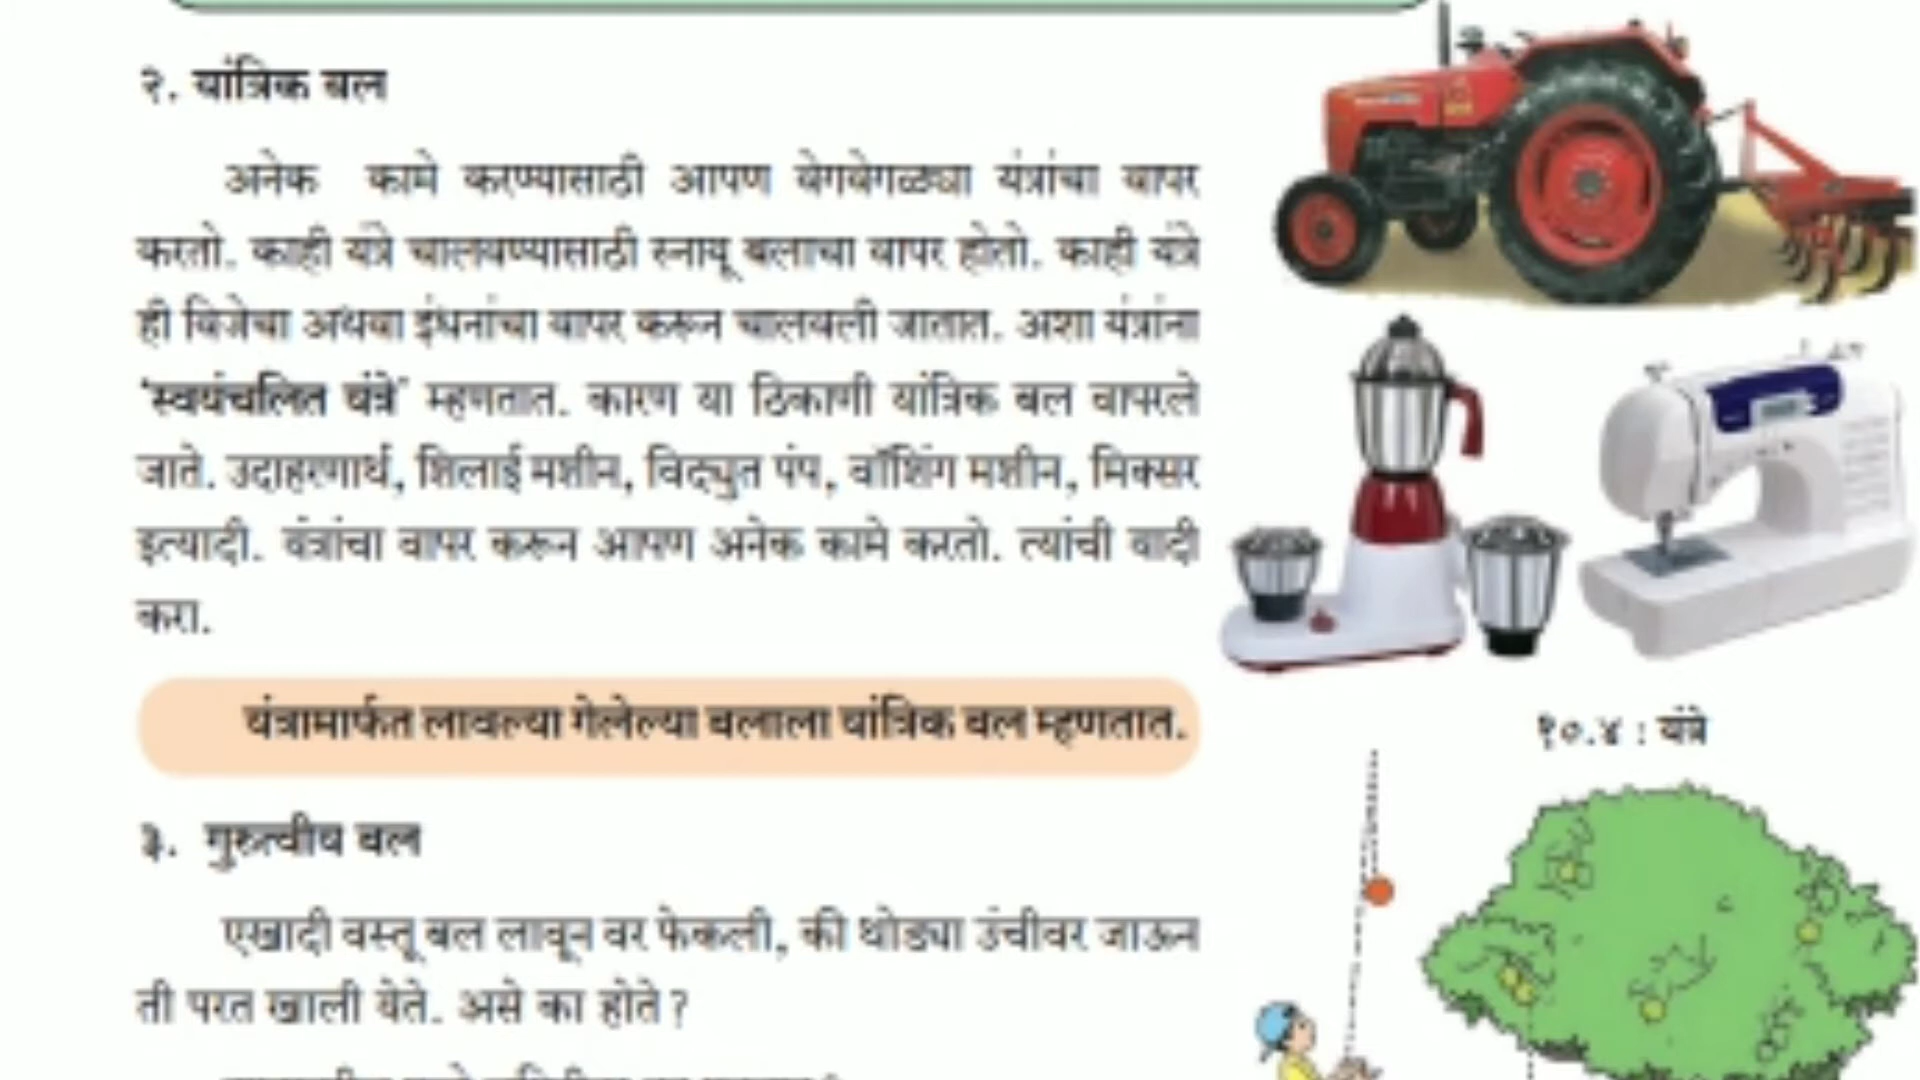 २. यांत्रिक बल
अनेक कामे करण्यासाठी आपण वेगवेगळ्या यंत्रांचा वापर
करतो. काही यंत्रे चालवण्यासाठी स्नायू बलाचा वापर होतो. काही यंत्रे
ही विजेचा अथवा इंधनांचा वापर करून चालवली जातात. अशा यंत्रांना
'स्वयंचलित यंत्रे' म्हणतात. कारण या ठिकाणी यांत्रिक बल वापरले
जाते. उदाहरणार्थ, शिलाई मशीन, विद्युत पंप, वॉशिंग मशीन, मिक्सर
इत्यादी. यंत्रांचा वापर करून आपण अनेक कामे करतो. त्यांची यादी
करा.
यंत्रामार्फत लावल्या गेलेल्या बलाला यांत्रिक बल म्हणतात.
१०.४ : यंत्रे
३. गुरुत्वीय बल
एखादी वस्तू बल लावून वर फेकली, की थोड्या उंचीवर जाऊन
ती परत खाली येते. असे का होते?